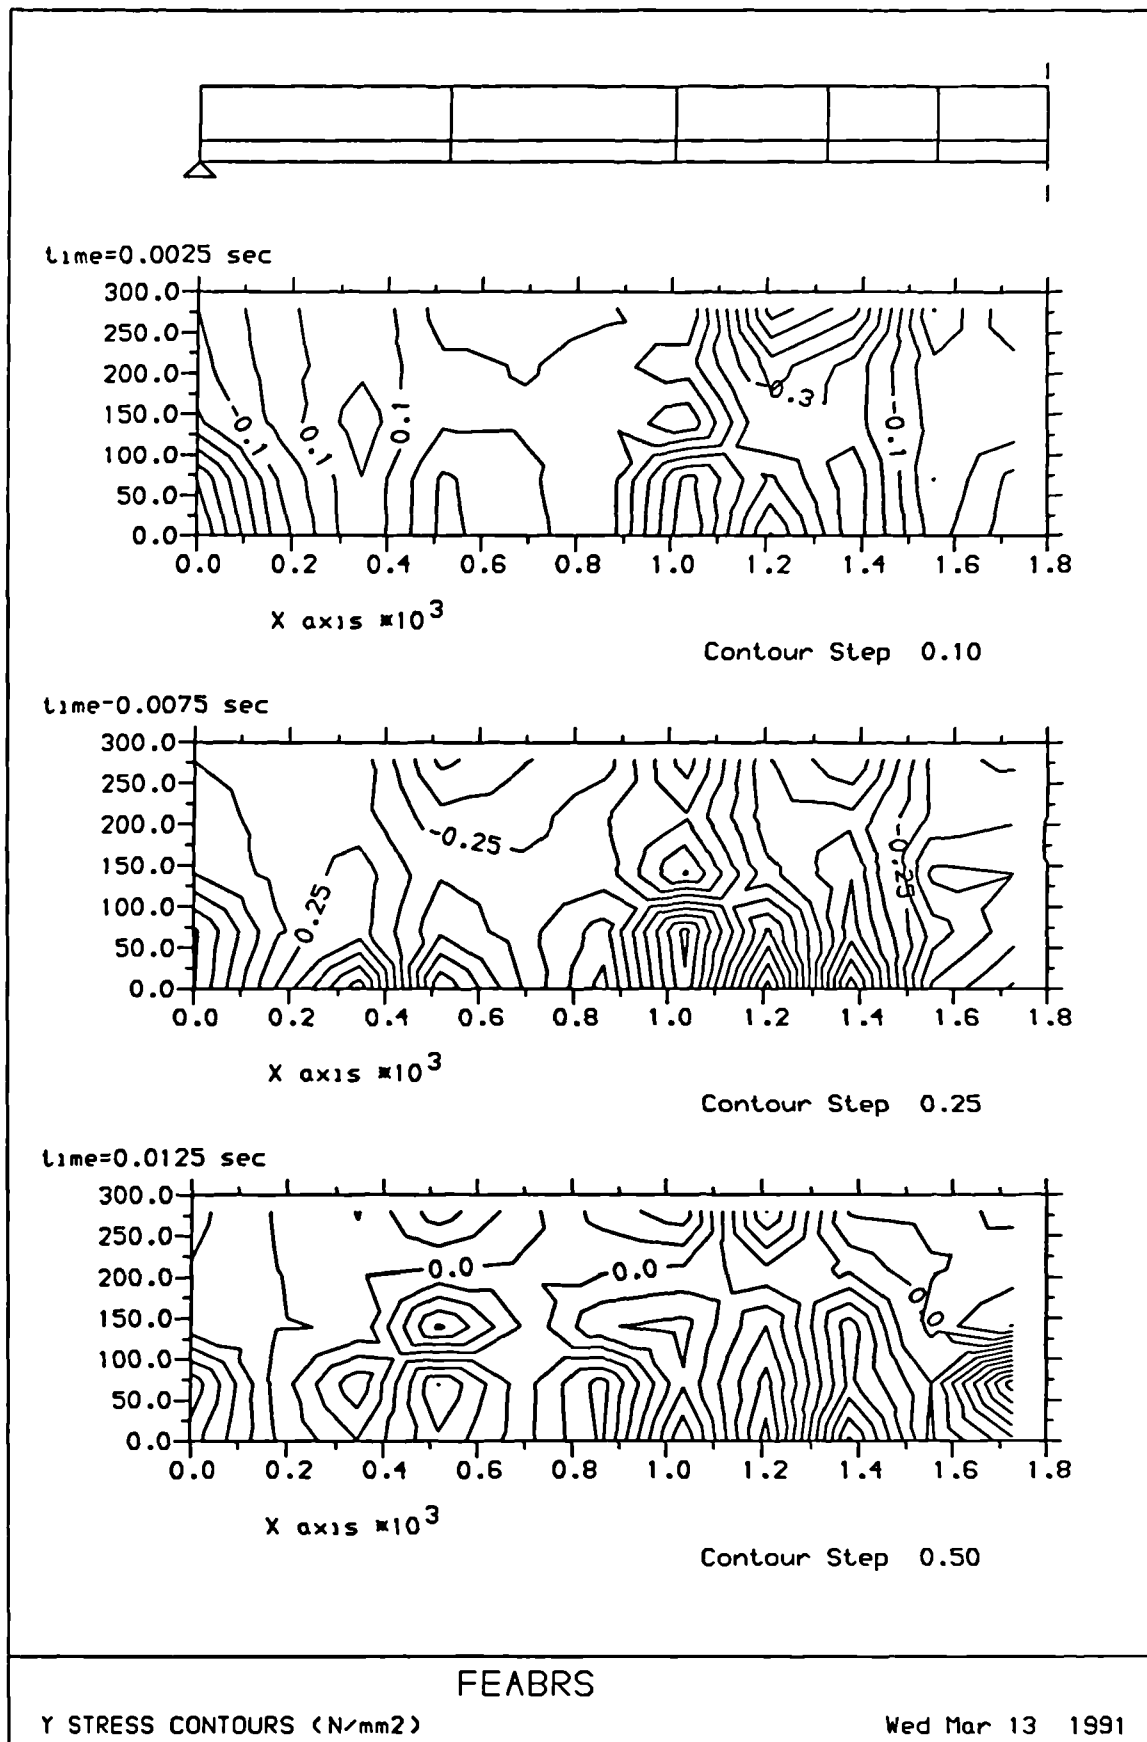 time=0.0025 sec
300.0
250.0
200.0
150.0
100.0
50.0
0.0
-0.1
0.1
0.1
-0.3
-0.1
0.0 0.2 0.4 0.6 0.8 1.0 1.2 1.4 1.6 1.8
X axis *10^3
Contour Step 0.10
time-0.0075 sec
300.0
250.0
200.0
150.0
100.0
50.0
0.0
0.25
-0.25
-0.25
0.0 0.2 0.4 0.6 0.8 1.0 1.2 1.4 1.6 1.8
X axis *10^3
Contour Step 0.25
time=0.0125 sec
300.0
250.0
200.0
150.0
100.0
50.0
0.0
0.0
0.0
0.0
0.0 0.2 0.4 0.6 0.8 1.0 1.2 1.4 1.6 1.8
X axis *10^3
Contour Step 0.50
FEABRS
Y STRESS CONTOURS (N/mm2)
Wed Mar 13 1991